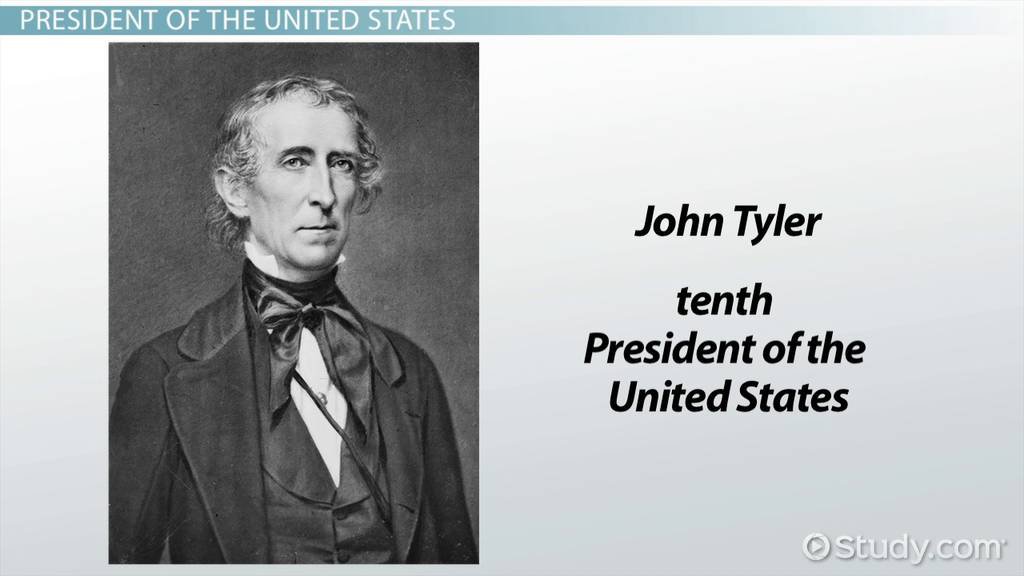 PRESIDENT OF THE UNITED STATES
John Tyler
tenth
President of the
United States
Study.com